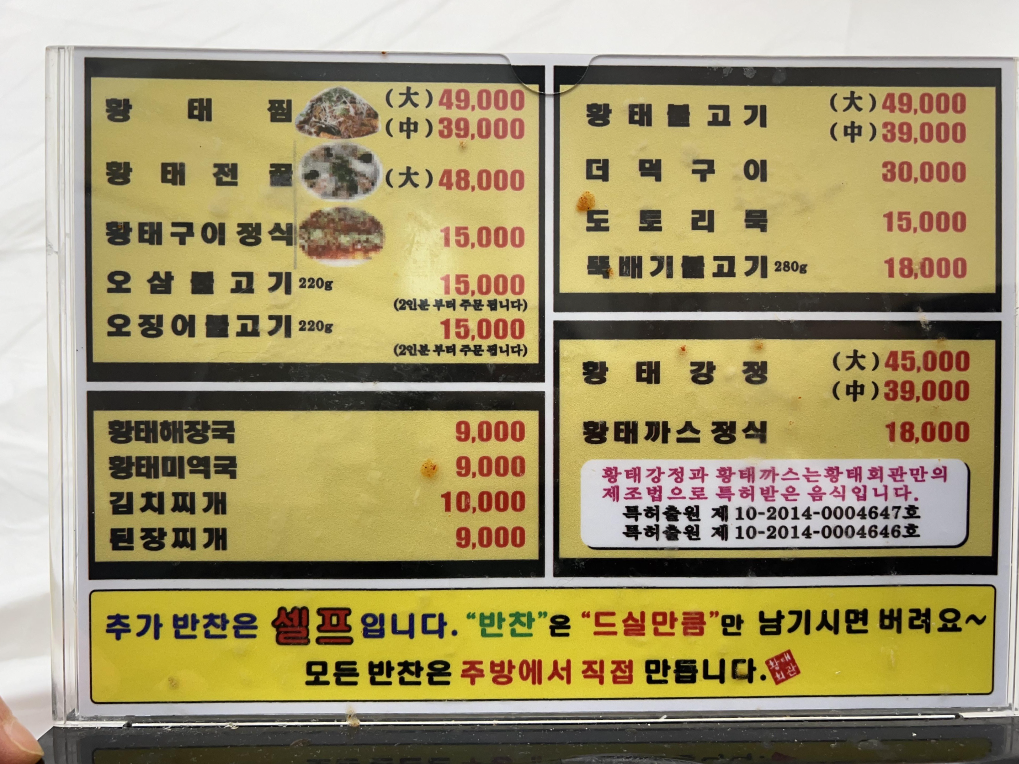 황태찜 (大) 49,000
(中) 39,000
황태전골 (大) 48,000
황태구이 정식 15,000
오삼불고기 220g 15,000
(2인분 부터 주문 됩니다)
오징어불고기 220g 15,000
(2인분 부터 주문 됩니다)
황태해장국 9,000
황태미역국 9,000
김치찌개 10,000
된장찌개 9,000
황태불고기 (大) 49,000
(中) 39,000
더덕구이 30,000
도토리묵 15,000
뚝배기불고기 280g 18,000
황태강정 (大) 45,000
(中) 39,000
황태까스 정식 18,000
황태강정과 황태까스는황태회관만의
제조법으로 특허받은 음식입니다.
특허출원 제 10-2014-0004647호
특허출원 제 10-2014-0004646호
추가 반찬은 셀프 입니다. “반찬”은 “드실만큼”만 남기시면 버려요~
모든 반찬은 주방에서 직접 만듭니다. 황태
회관